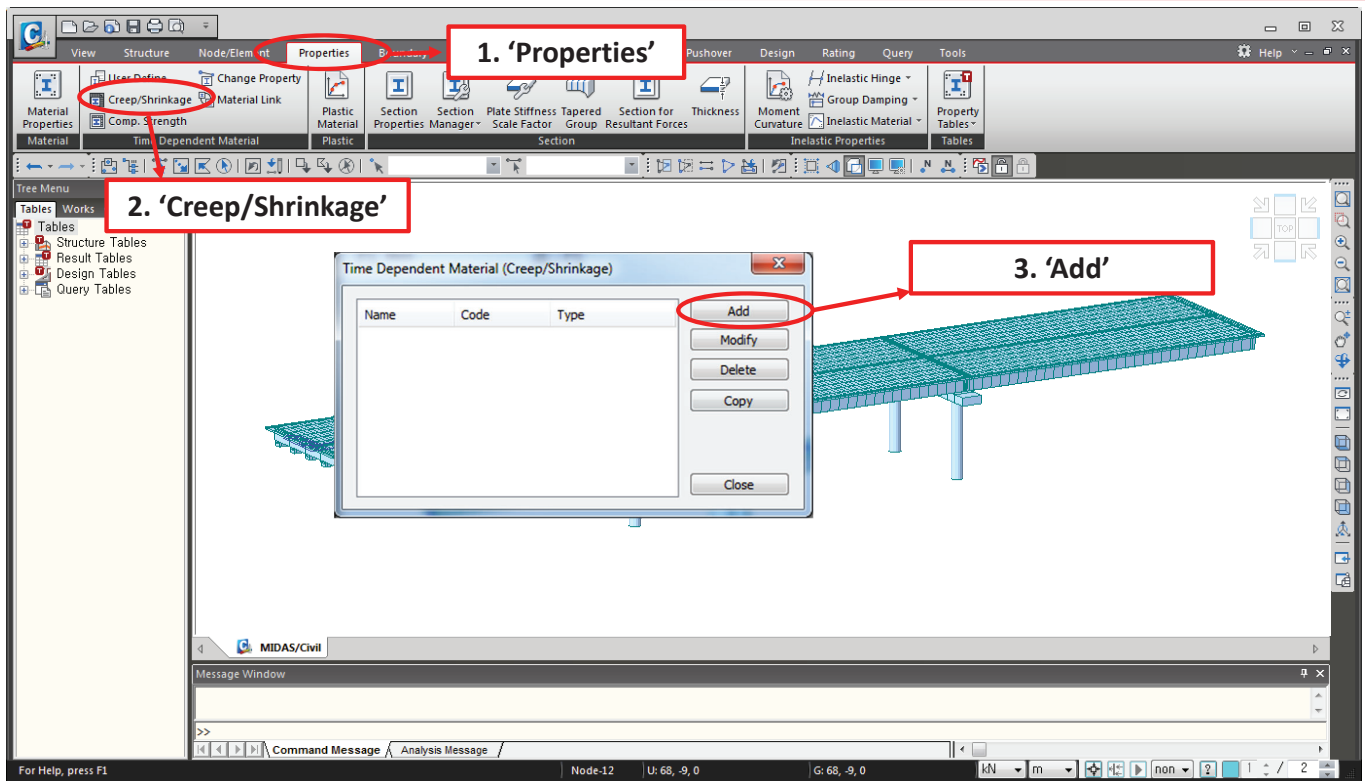 View Structure Node/Element Properties Pushover Design Rating Query Tools Help
1. 'Properties'
Creep/Shrinkage
Comp. Strength
Change Property
Material Link
Material Properties
Plastic Material
Section Properties
Section Manager
Plate Stiffness Scale Factor
Tapered Group
Section for Resultant Forces
Thickness
Moment Curvature
Inelastic Hinge
Group Damping
Inelastic Material
Property Tables
Material Time Dependent Material Plastic Section Inelastic Properties Tables
Tree Menu
Tables Works
2. 'Creep/Shrinkage'
Tables
Structure Tables
Result Tables
Design Tables
Query Tables
TOP
Time Dependent Material (Creep/Shrinkage)
3. 'Add'
Name Code Type
Add
Modify
Delete
Copy
Close
MIDAS/Civil
Message Window
>>
Command Message Analysis Message
For Help, press F1 Node-12 U: 68, -9, 0 G: 68, -9, 0 kN m non 1 / 2